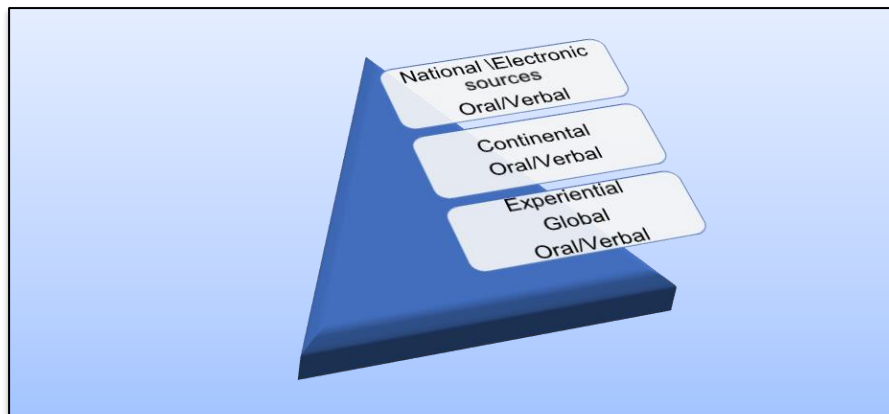 National \Electronic
sources
Oral/Verbal
Continental
Oral/Verbal
Experiential
Global
Oral/Verbal